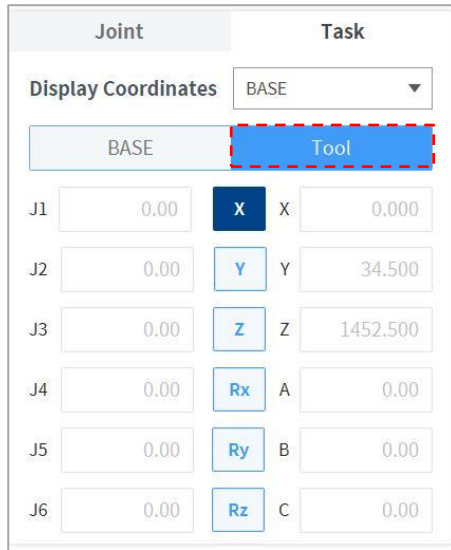 Joint Task
Display Coordinates BASE
BASE Tool
J1 0.00 X X 0.000
J2 0.00 Y Y 34.500
J3 0.00 Z Z 1452.500
J4 0.00 Rx A 0.00
J5 0.00 Ry B 0.00
J6 0.00 Rz C 0.00